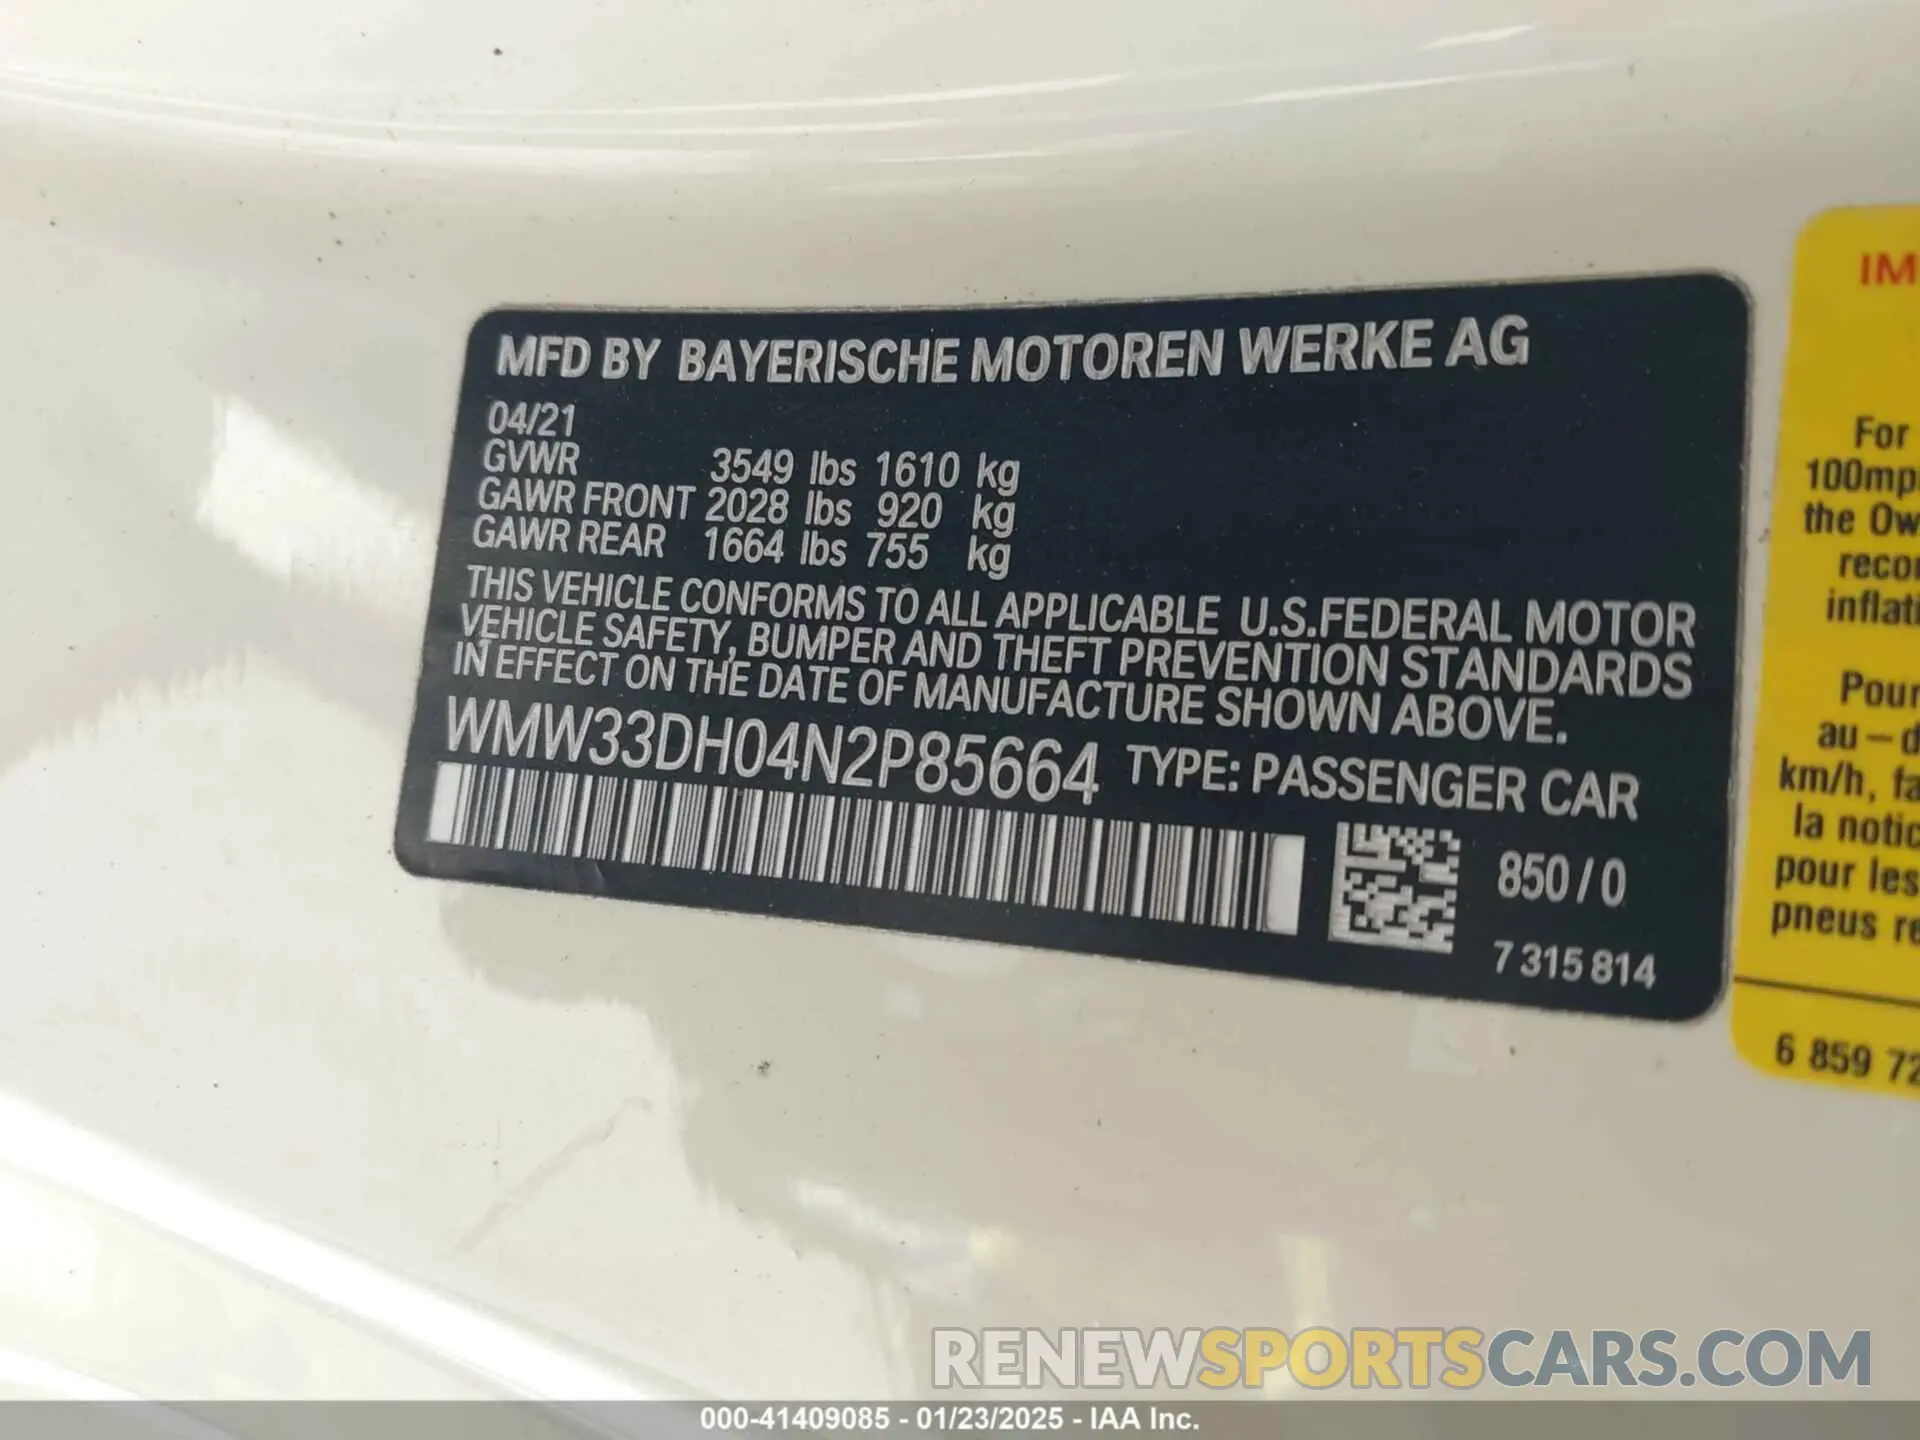 MFD BY BAYERISCHE MOTOREN WERKE AG
04/21
GVWR 3549 lbs 1610 kg
GAWR FRONT 2028 lbs 920 kg
GAWR REAR 1664 lbs 755 kg
THIS VEHICLE CONFORMS TO ALL APPLICABLE U.S.FEDERAL MOTOR
VEHICLE SAFETY, BUMPER AND THEFT PREVENTION STANDARDS
IN EFFECT ON THE DATE OF MANUFACTURE SHOWN ABOVE.
WMW33DH04N2P85664 TYPE: PASSENGER CAR
850/0
7 315 814
IM
For
100mp
the Ow
recor
inflati
Pour
au-d
km/h, fa
la notic
pour les
pneus re
6 859 72
RENEWSPORTSCARS.COM
000-41409085 - 01/23/2025 - IAA Inc.